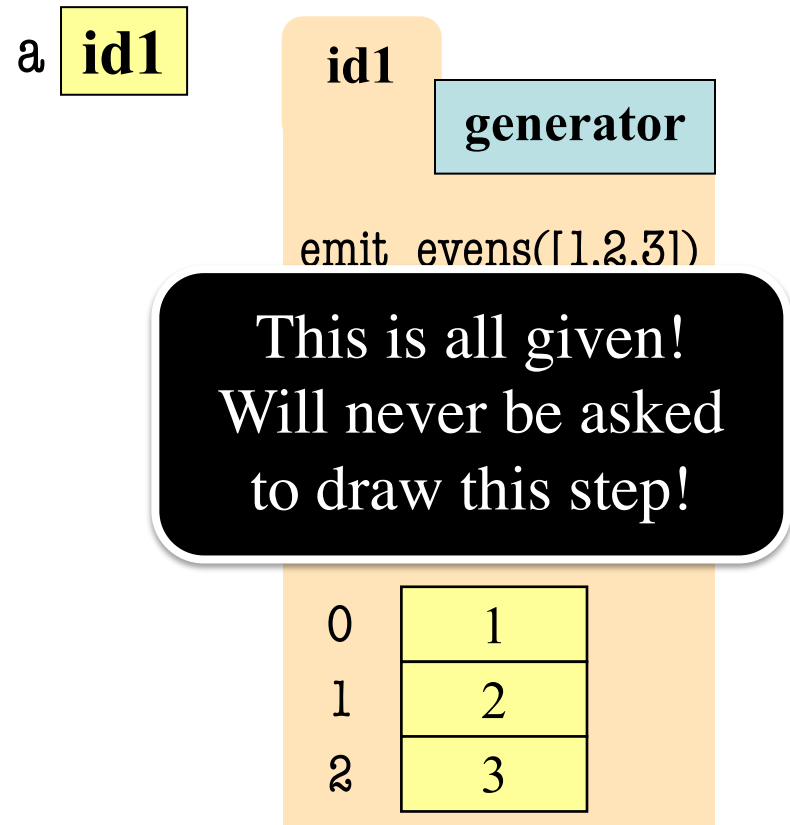 a id1
id1
generator
emit_evens([1,2,3])
This is all given!
Will never be asked
to draw this step!
0 1
1 2
2 3